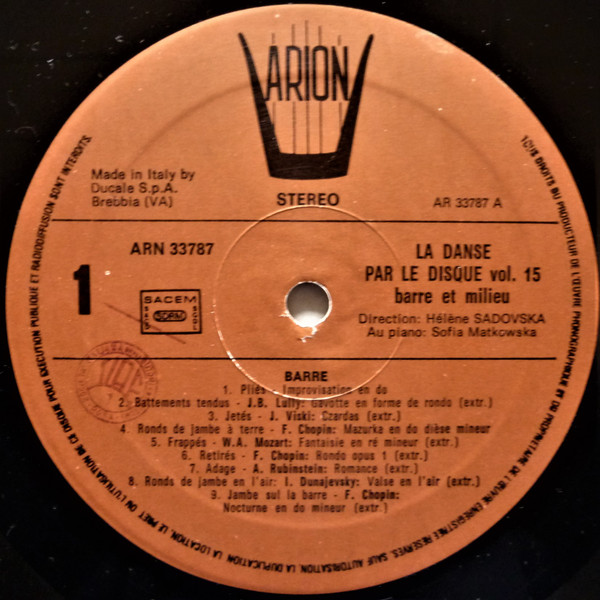 ARION
Made in Italy by
Ducale S.p.A.
Brebbia (VA)
STEREO
AR 33787 A
ARN 33787
1
SACEM
SDRM
LA DANSE
PAR LE DISQUE vol. 15
barre et milieu
Direction: Hélène SADOVSKA
Au piano: Sofia Matkowska
BARRE
1. Pliés - Improvisation en do
2. Battements tendus - J.B. Lully: Gavotte en forme de rondo (extr.)
3. Jetés - J. Viski: Czardas (extr.)
4. Ronds de jambe à terre - F. Chopin: Mazurka en do dièse mineur
5. Frappés - W.A. Mozart: Fantaisie en ré mineur (extr.)
6. Retirés - F. Chopin: Rondo opus 1 (extr.)
7. Adage - A. Rubinstein: Romance (extr.)
8. Ronds de jambe en l'air: I. Dunajevsky: Valse en l'air (extr.)
9. Jambe sul la barre - F. Chopin:
Nocturne en do mineur (extr.)
TOUS DROITS DU PRODUCTEUR DE L'ŒUVRE PHONOGRAPHIQUE ET DU PROPRIETAIRE DE L'ŒUVRE ENREGISTREE RESERVES. SAUF AUTORISATION, LA DUPLICATION, LA LOCATION, LE PRET OU L'UTILISATION DE CE DISQUE POUR EXECUTION PUBLIQUE ET RADIODIFFUSION SONT INTERDITS.